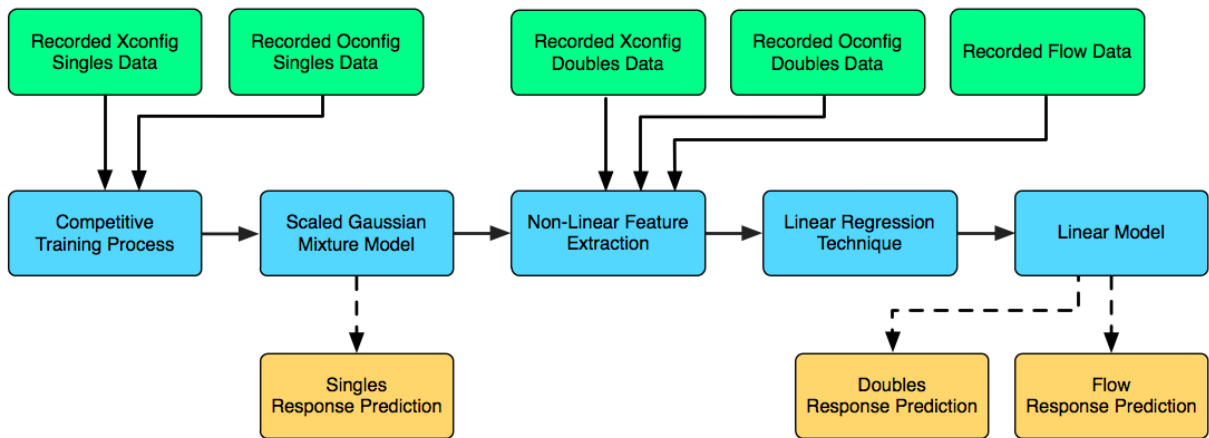 Recorded Xconfig
Singles Data
Recorded Oconfig
Singles Data
Recorded Xconfig
Doubles Data
Recorded Oconfig
Doubles Data
Recorded Flow Data
Competitive
Training Process
Scaled Gaussian
Mixture Model
Non-Linear Feature
Extraction
Linear Regression
Technique
Linear Model
Singles
Response Prediction
Doubles
Response Prediction
Flow
Response Prediction